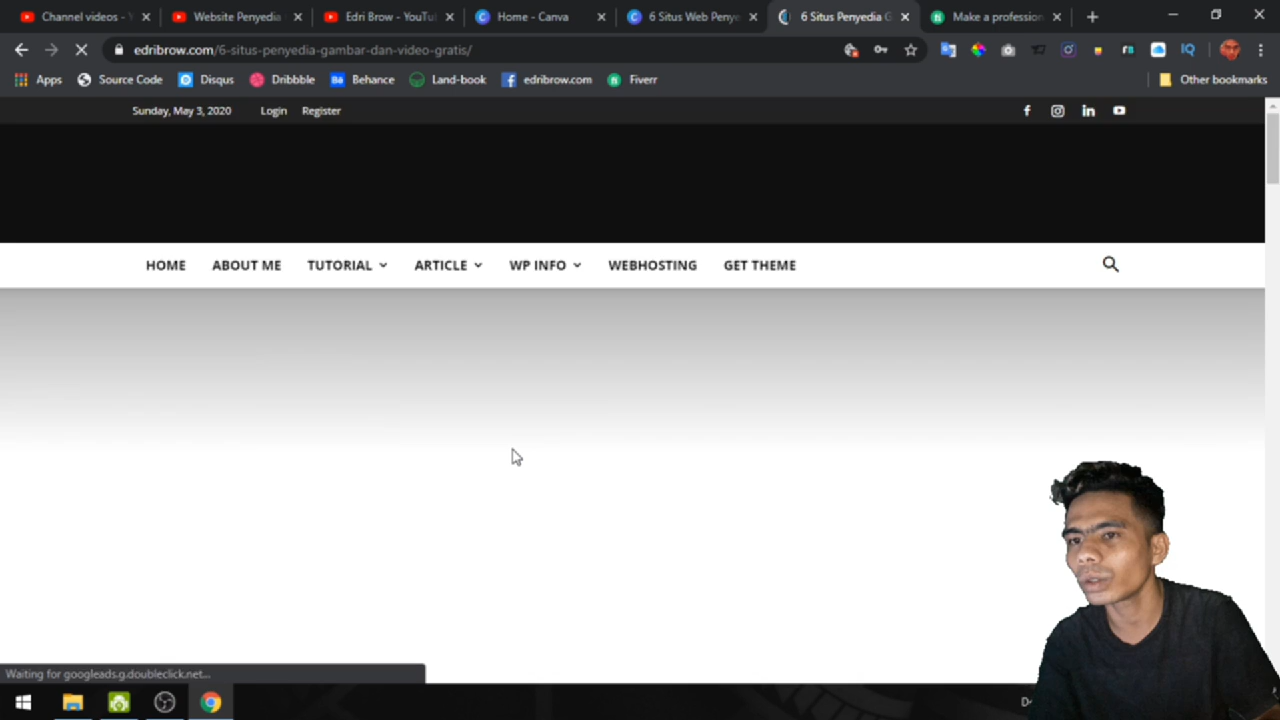 Channel videos - Y
Website Penyedia
Edri Brow - YouTu
Home - Canva
6 Situs Web Penye
6 Situs Penyedia G
Make a profession
edribrow.com/6-situs-penyedia-gambar-dan-video-gratis/
Apps
Source Code
Disqus
Dribbble
Bē Behance
Land-book
edribrow.com
Fiverr
Other bookmarks
Sunday, May 3, 2020
Login
Register
HOME
ABOUT ME
TUTORIAL
ARTICLE
WP INFO
WEBHOSTING
GET THEME
Waiting for googleads.g.doubleclick.net...